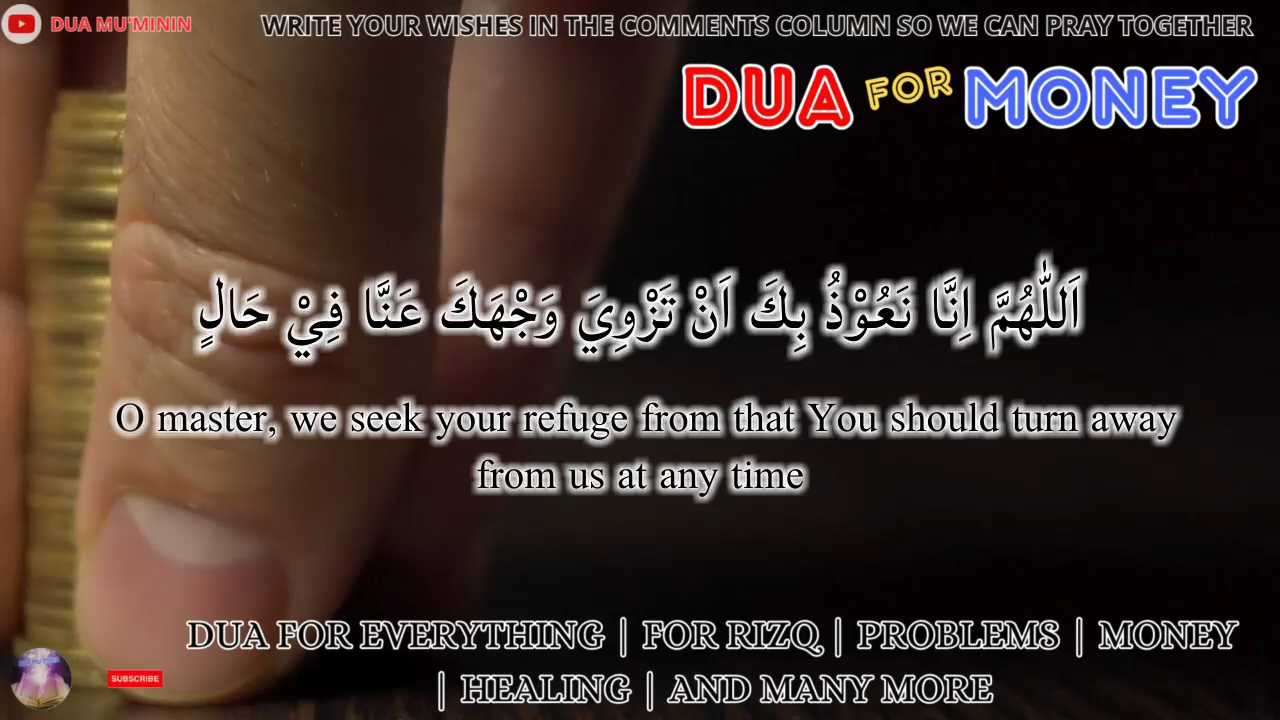 DUA MU'MININ
WRITE YOUR WISHES IN THE COMMENTS COLUMN SO WE CAN PRAY TOGETHER
DUA FOR MONEY
اَللّٰهُمَّ اِنَّا نَعُوْذُ بِكَ اَنْ تَزْوِيَ وَجْهَكَ عَنَّا فِيْ حَالٍ
O master, we seek your refuge from that You should turn away
from us at any time
DUA FOR EVERYTHING | FOR RIZQ | PROBLEMS | MONEY
| HEALING | AND MANY MORE
SUBSCRIBE